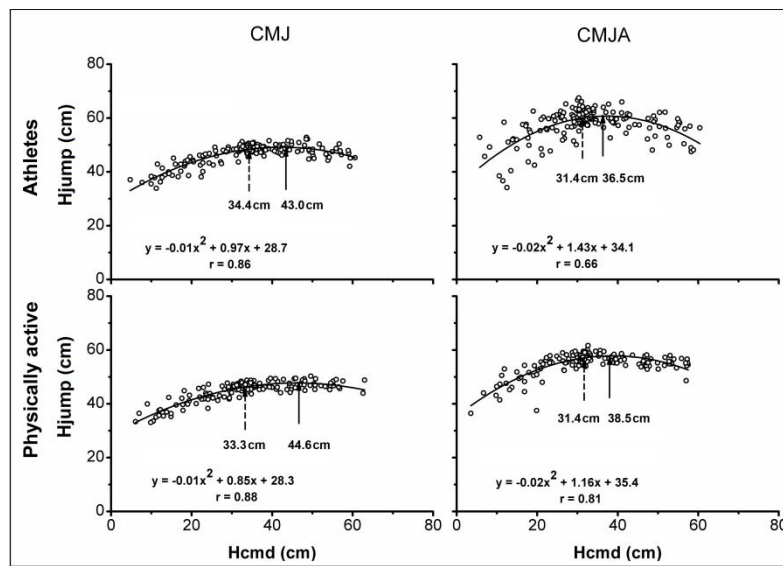 CMJ
CMJA
Athletes
Hjump (cm)
80
60
40
20
0
34.4cm 43.0cm
y = -0.01x² + 0.97x + 28.7
r = 0.86
31.4cm 36.5cm
y = -0.02x² + 1.43x + 34.1
r = 0.66
Physically active
Hjump (cm)
80
60
40
20
0
33.3cm 44.6cm
y = -0.01x² + 0.85x + 28.3
r = 0.88
31.4cm 38.5cm
y = -0.02x² + 1.16x + 35.4
r = 0.81
0 20 40 60 80
0 20 40 60 80
Hcmd (cm)
Hcmd (cm)